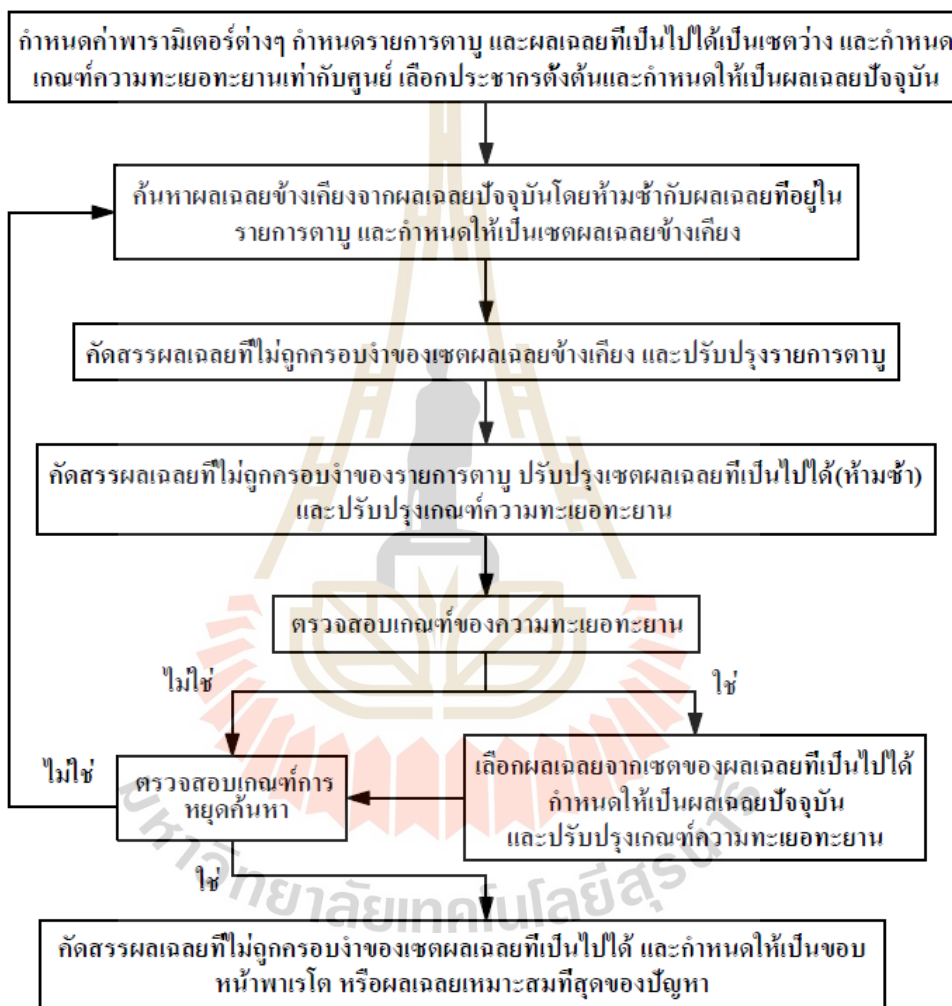 กำหนดค่าพารามิเตอร์ต่างๆ กำหนดรายการตาบู และผลเฉลยที่เป็นไปได้เป็นเซตว่าง และกำหนด
เกณฑ์ความทะเยอทะยานเท่ากับศูนย์ เลือกประชากรตั้งต้นและกำหนดให้เป็นผลเฉลยปัจจุบัน
ค้นหาผลเฉลยข้างเคียงจากผลเฉลยปัจจุบันโดยห้ามซ้ำกับผลเฉลยที่อยู่ใน
รายการตาบู และกำหนดให้เป็นเซตผลเฉลยข้างเคียง
คัดสรรผลเฉลยที่ไม่ถูกครอบงำของเซตผลเฉลยข้างเคียง และปรับปรุงรายการตาบู
คัดสรรผลเฉลยที่ไม่ถูกครอบงำของรายการตาบู ปรับปรุงเซตผลเฉลยที่เป็นไปได้(ห้ามซ้ำ)
และปรับปรุงเกณฑ์ความทะเยอทะยาน
ตรวจสอบเกณฑ์ของความทะเยอทะยาน
ไม่ใช่
ใช่
เลือกผลเฉลยจากเซตของผลเฉลยที่เป็นไปได้
กำหนดให้เป็นผลเฉลยปัจจุบัน
และปรับปรุงเกณฑ์ความทะเยอทะยาน
ไม่ใช่
ตรวจสอบเกณฑ์การ
หยุดค้นหา
ใช่
มหาวิทยาลัยเทคโนโลยีสุรนารี
คัดสรรผลเฉลยที่ไม่ถูกครอบงำของเซตผลเฉลยที่เป็นไปได้ และกำหนดให้เป็นขอบ
หน้าพาเรโต หรือผลเฉลยเหมาะสมที่สุดของปัญหา